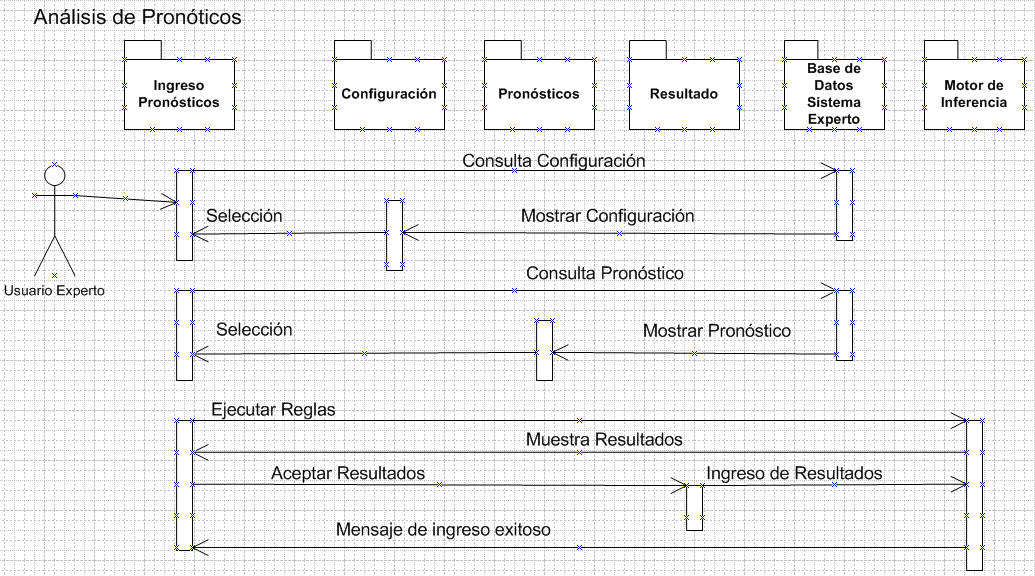 Análisis de Pronóticos
Ingreso
Pronósticos
Configuración
Pronósticos
Resultado
Base de
Datos
Sistema
Experto
Motor de
Inferencia
Consulta Configuración
Selección
Mostrar Configuración
Usuario Experto
Consulta Pronóstico
Selección
Mostrar Pronóstico
Ejecutar Reglas
Muestra Resultados
Aceptar Resultados
Ingreso de Resultados
Mensaje de ingreso exitoso